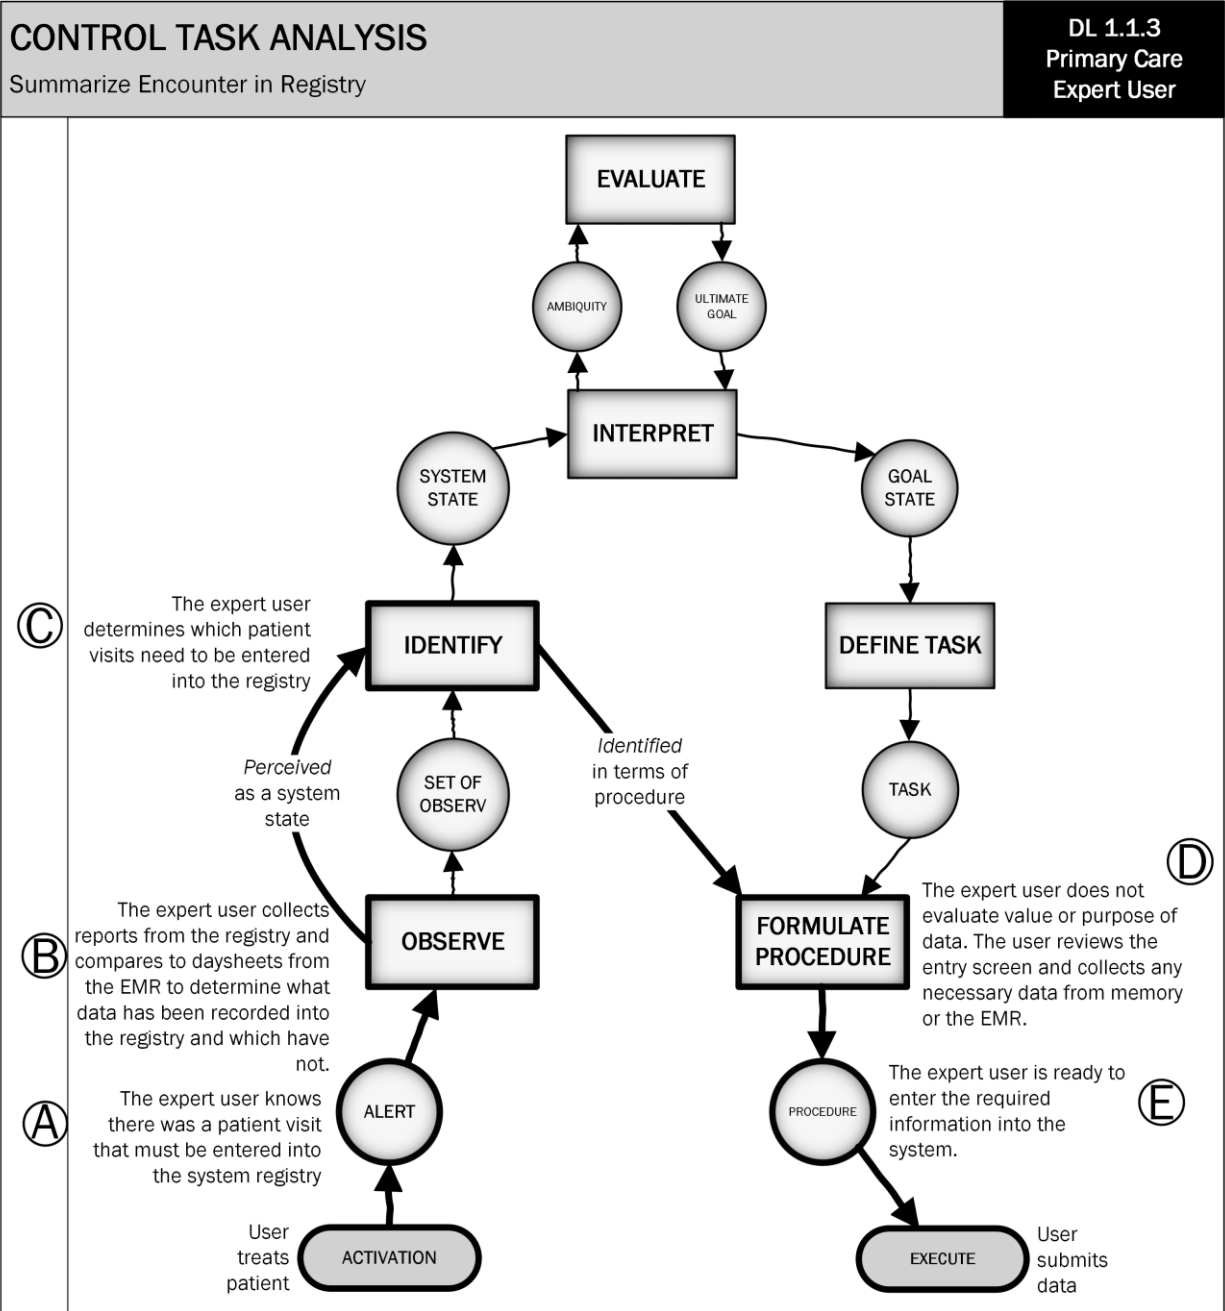 CONTROL TASK ANALYSIS
Summarize Encounter in Registry
DL 1.1.3
Primary Care
Expert User
EVALUATE
AMBIQUITY
ULTIMATE
GOAL
INTERPRET
SYSTEM
STATE
GOAL
STATE
C
The expert user
determines which patient
visits need to be entered
into the registry
IDENTIFY
DEFINE TASK
Perceived
as a system
state
SET OF
OBSERV
Identified
in terms of
procedure
TASK
B
The expert user collects
reports from the registry and
compares to daysheets from
the EMR to determine what
data has been recorded into
the registry and which have
not.
OBSERVE
FORMULATE
PROCEDURE
D
The expert user does not
evaluate value or purpose of
data. The user reviews the
entry screen and collects any
necessary data from memory
or the EMR.
A
The expert user knows
there was a patient visit
that must be entered into
the system registry
ALERT
PROCEDURE
The expert user is ready to
enter the required
information into the
system.
E
User
treats
patient
ACTIVATION
EXECUTE
User
submits
data